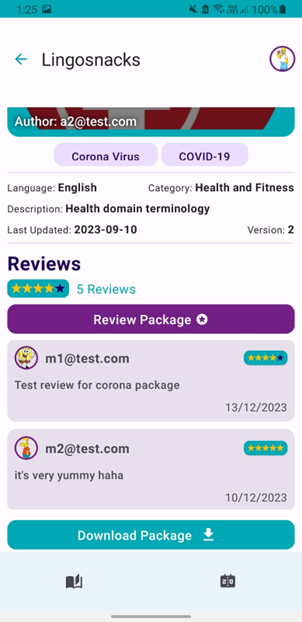 1:25 100%
Lingosnacks
Author: a2@test.com
Corona Virus COVID-19
Language: English Category: Health and Fitness
Description: Health domain terminology
Last Updated: 2023-09-10 Version: 2
Reviews
5 Reviews
Review Package
m1@test.com
Test review for corona package
13/12/2023
m2@test.com
it's very yummy haha
10/12/2023
Download Package